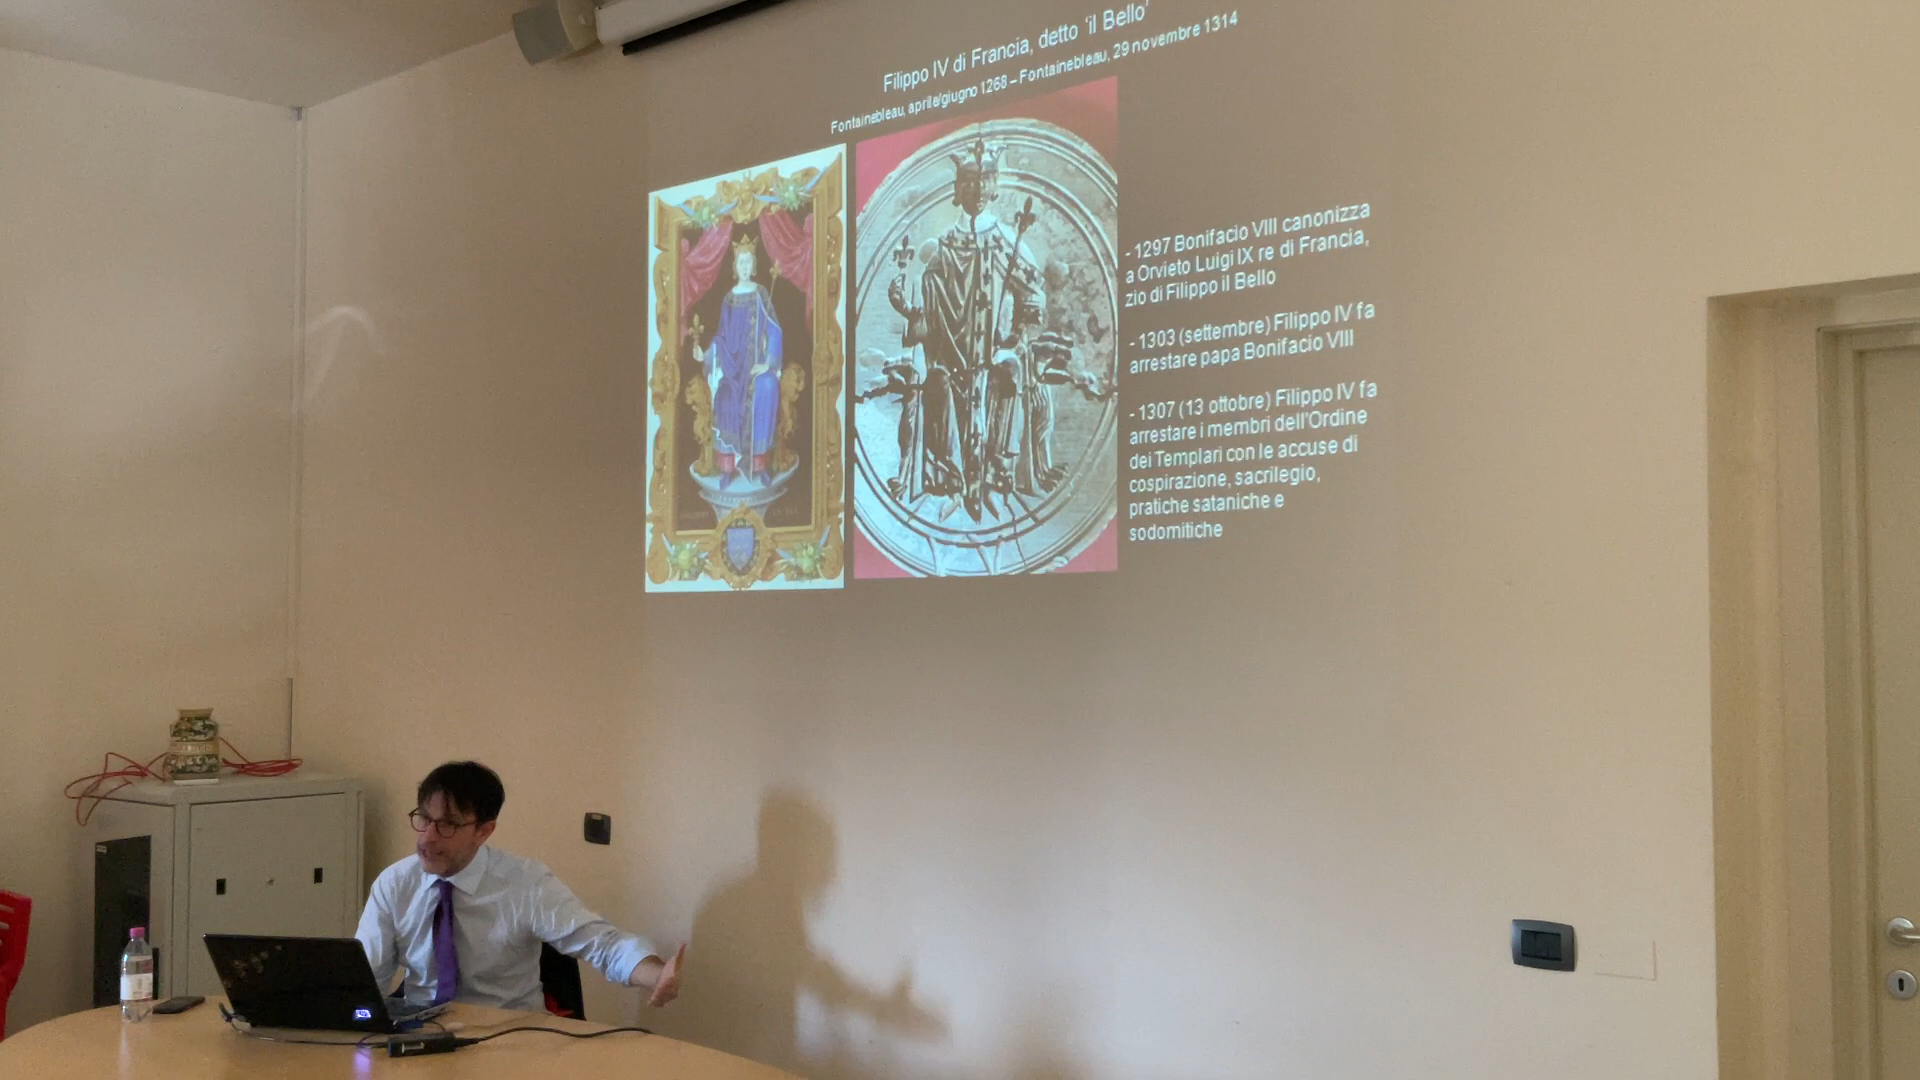 Filippo IV di Francia, detto 'il Bello'
Fontainebleau, aprile/giugno 1268 – Fontainebleau, 29 novembre 1314
- 1297 Bonifacio VIII canonizza
a Orvieto Luigi IX re di Francia,
zio di Filippo il Bello
- 1303 (settembre) Filippo IV fa
arrestare papa Bonifacio VIII
- 1307 (13 ottobre) Filippo IV fa
arrestare i membri dell'Ordine
dei Templari con le accuse di
cospirazione, sacrilegio,
pratiche sataniche e
sodomitiche